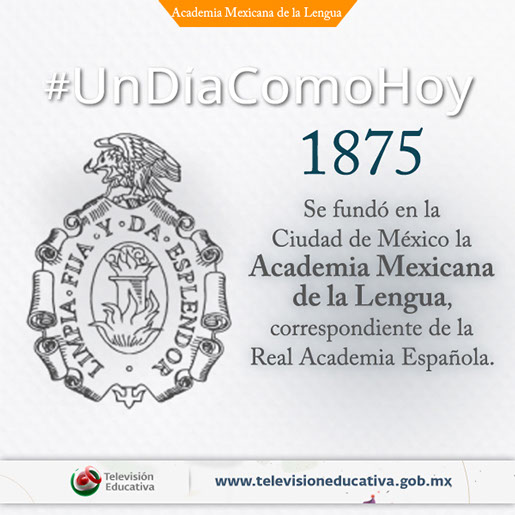 Academia Mexicana de la Lengua
#UnDiaComoHoy
1875
Se fundó en la
Ciudad de México la
Academia Mexicana
de la Lengua,
correspondiente de la
Real Academia Española.
LIMPIA · FIJA · Y · DA · ESPLENDOR
Televisión
Educativa
www.televisioneducativa.gob.mx